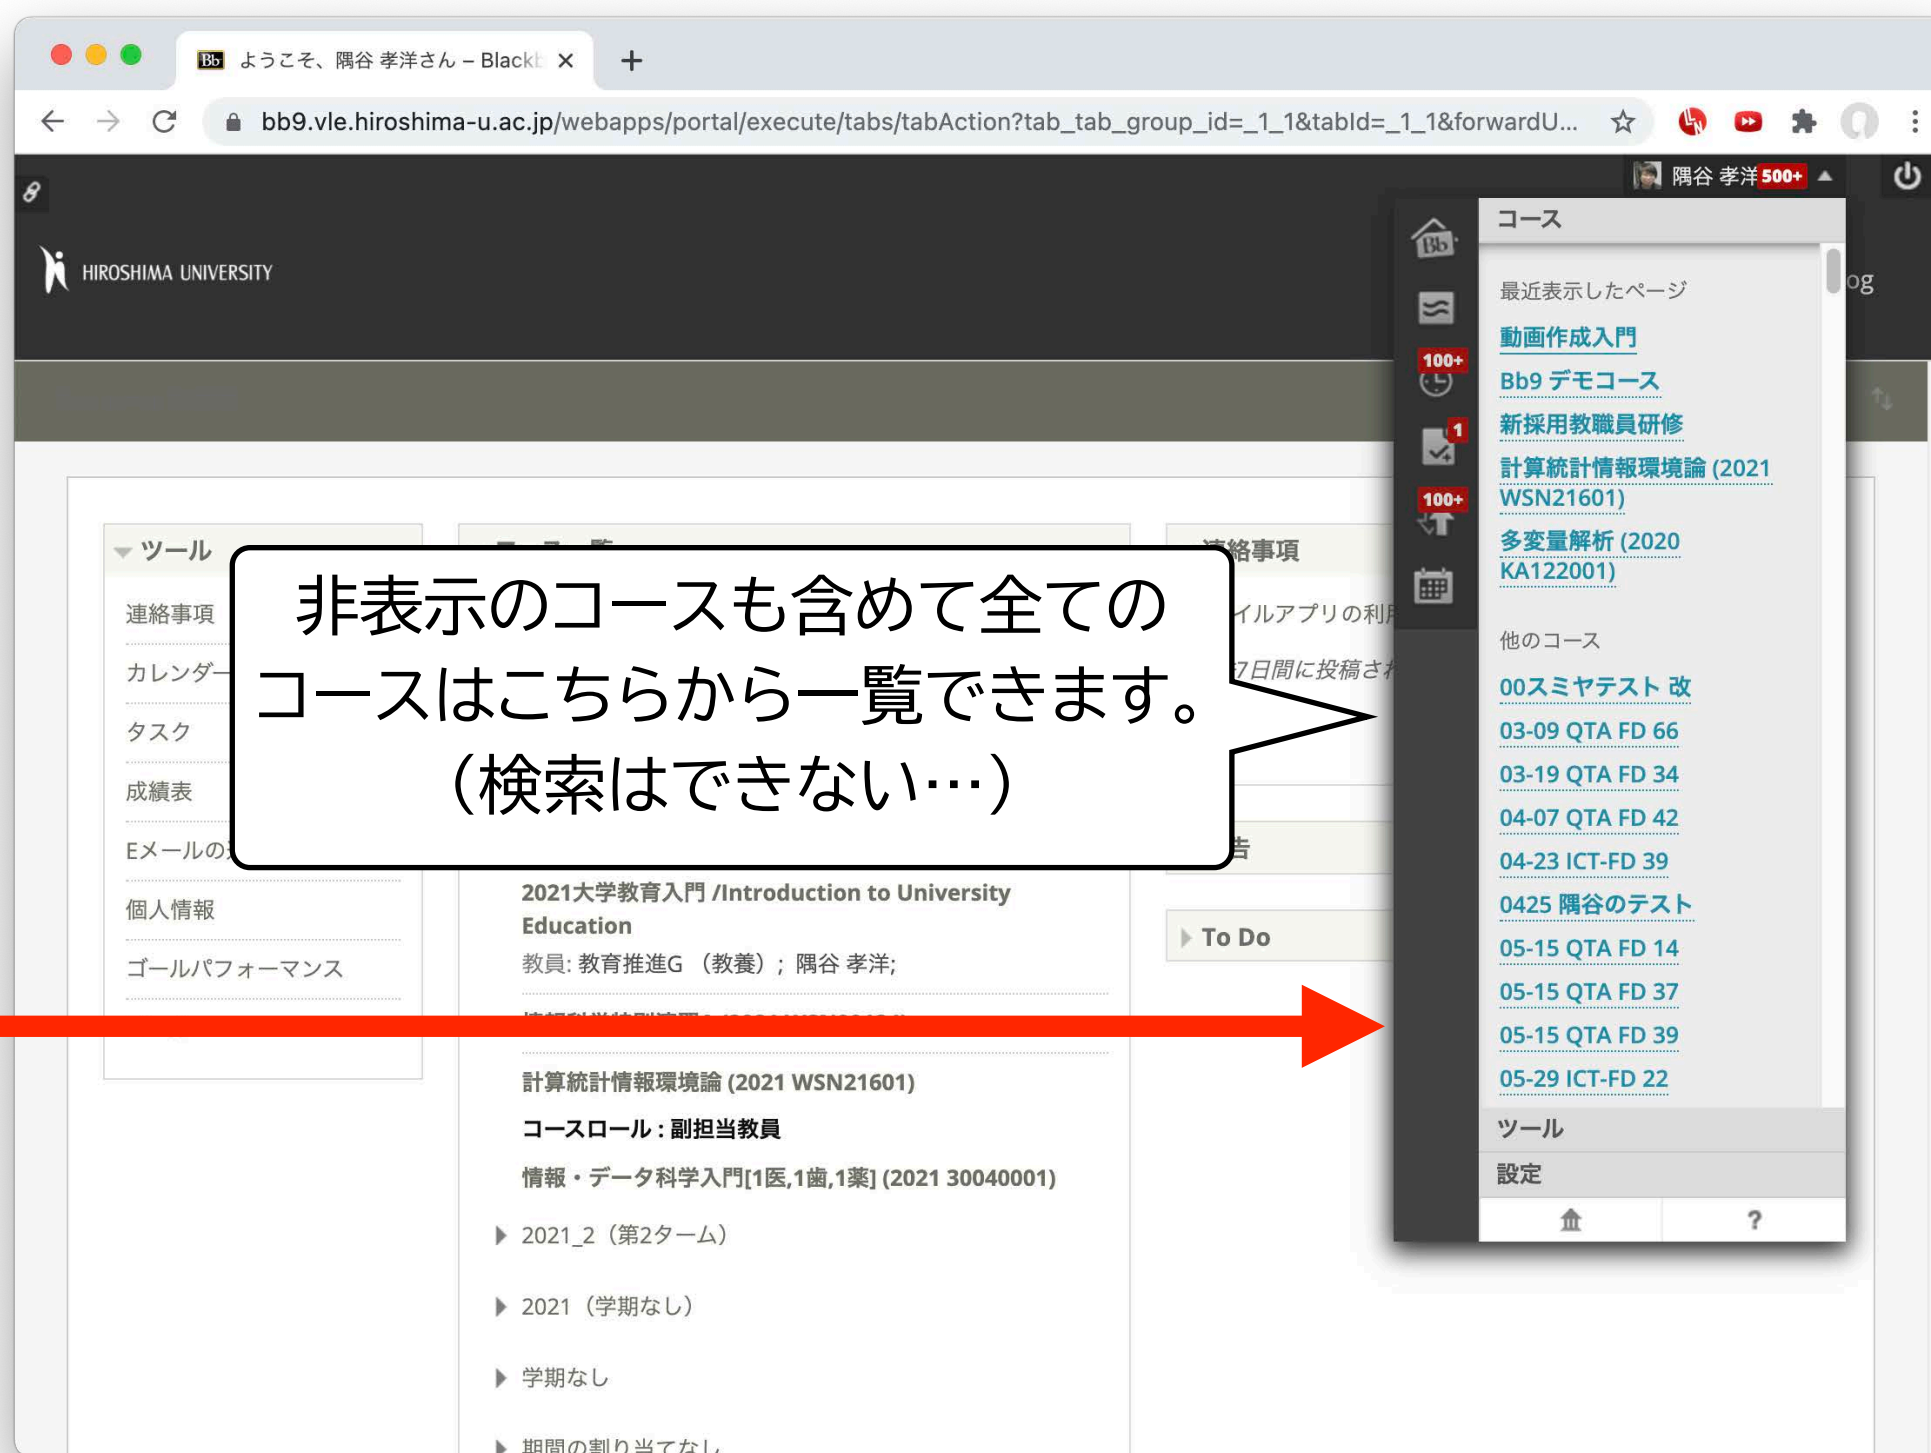 ようこそ、隅谷 孝洋さん – Blackb
bb9.vle.hiroshima-u.ac.jp/webapps/portal/execute/tabs/tabAction?tab_tab_group_id=_1_1&tabId=_1_1&forwardU...
隅谷 孝洋 500+
HIROSHIMA UNIVERSITY
og
Bb
100+
1
100+
コース
最近表示したページ
動画作成入門
Bb9 デモコース
新採用教職員研修
計算統計情報環境論 (2021
WSN21601)
多変量解析 (2020
KA122001)
他のコース
00スミヤテスト 改
03-09 QTA FD 66
03-19 QTA FD 34
04-07 QTA FD 42
04-23 ICT-FD 39
0425 隅谷のテスト
05-15 QTA FD 14
05-15 QTA FD 37
05-15 QTA FD 39
05-29 ICT-FD 22
ツール
設定
?
ツール
連絡事項
カレンダー
タスク
成績表
Eメールの
個人情報
ゴールパフォーマンス
非表示のコースも含めて全ての
コースはこちらから一覧できます。
（検索はできない…）
2021大学教育入門 /Introduction to University
Education
教員: 教育推進G （教養）; 隅谷 孝洋;
計算統計情報環境論 (2021 WSN21601)
コースロール : 副担当教員
情報・データ科学入門[1医,1歯,1薬] (2021 30040001)
2021_2（第2ターム）
2021（学期なし）
学期なし
期間の割り当てなし
絡事項
イルアプリの利
7日間に投稿さ
告
To Do